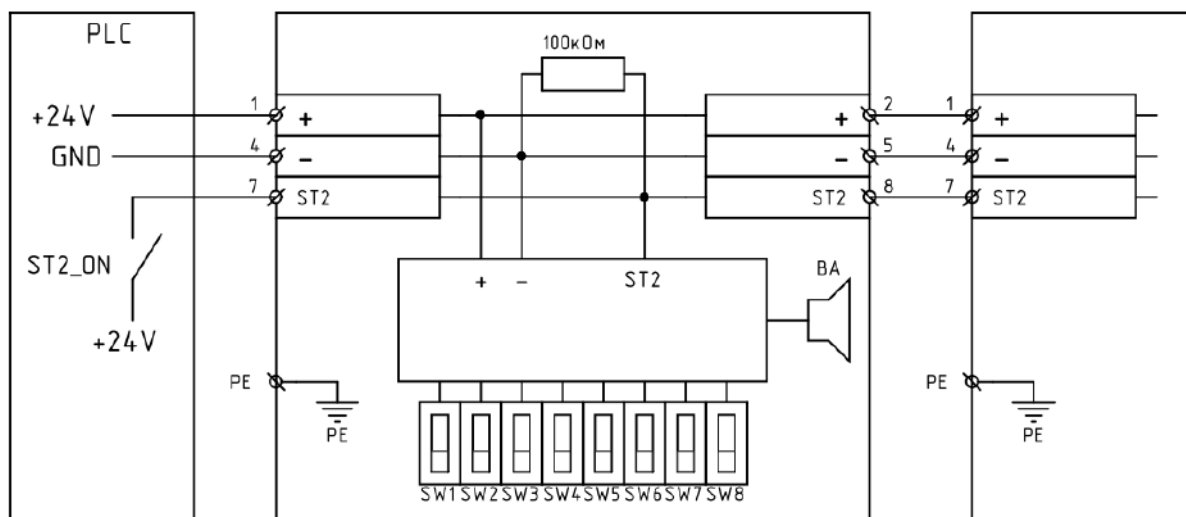 PLC
100кОм
+24V 1 + + 2 1 +
GND 4 - - 5 4 -
7 ST2 ST2 8 7 ST2
ST2_ON
+24V
+ - ST2 BA
PE PE
PE PE
SW1 SW2 SW3 SW4 SW5 SW6 SW7 SW8